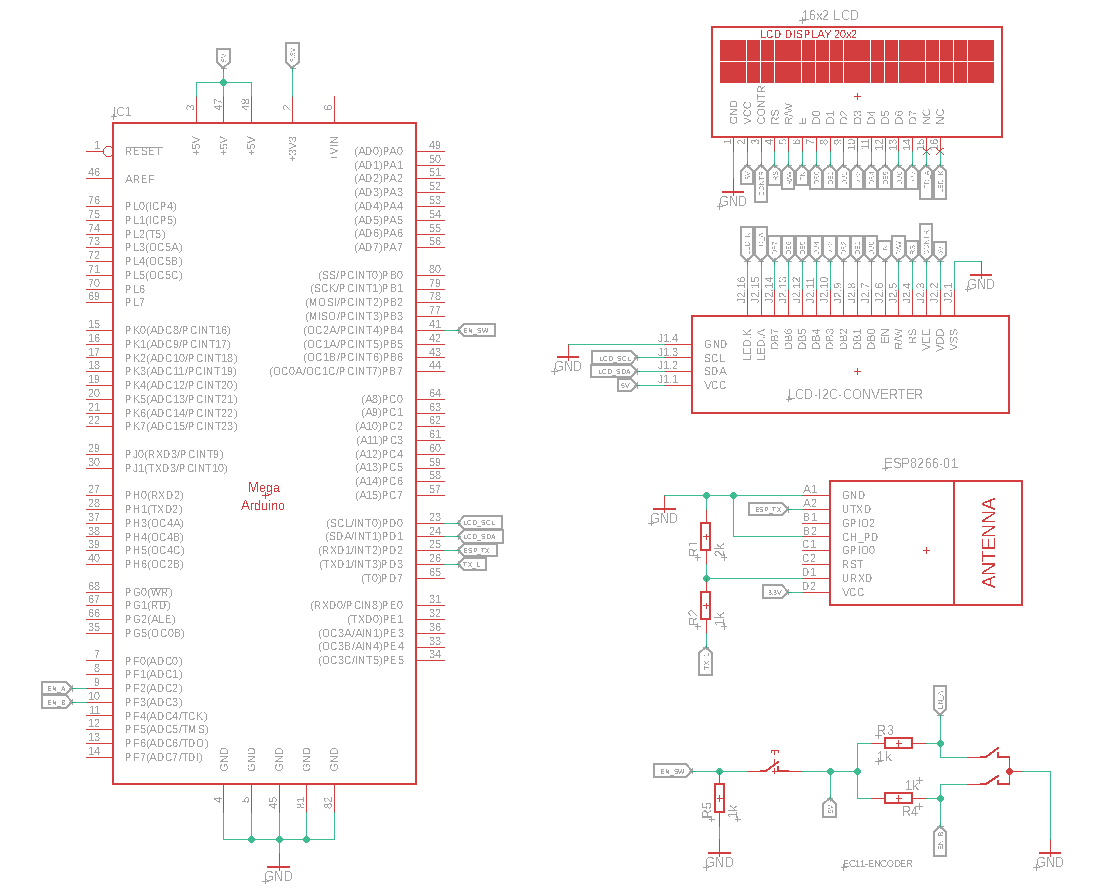 16x2 LCD
LCD DISPLAY 20x2
GND VCC CONTR RS R/W E D0 D1 D2 D3 D4 D5 D6 D7 NC NC
1 2 3 4 5 6 7 8 9 10 11 12 13 14 15 16
GND
5V
3.3V
IC1
3 47 48 2 6
+5V +5V +5V +3V3 VIN
1 RESET
46 AREF
76 PL0(ICP4)
75 PL1(ICP5)
74 PL2(T5)
73 PL3(OC5A)
72 PL4(OC5B)
71 PL5(OC5C)
70 PL6
69 PL7
15 PK0(ADC8/PCINT16)
16 PK1(ADC9/PCINT17)
17 PK2(ADC10/PCINT18)
18 PK3(ADC11/PCINT19)
19 PK4(ADC12/PCINT20)
20 PK5(ADC13/PCINT21)
21 PK6(ADC14/PCINT22)
22 PK7(ADC15/PCINT23)
29 PJ0(RXD3/PCINT9)
30 PJ1(TXD3/PCINT10)
27 PH0(RXD2)
28 PH1(TXD2)
37 PH3(OC4A)
38 PH4(OC4B)
39 PH5(OC4C)
40 PH6(OC2B)
68 PG0(WR)
67 PG1(RD)
66 PG2(ALE)
35 PG5(OC0B)
7 PF0(ADC0)
8 PF1(ADC1)
EN_A 9 PF2(ADC2)
EN_B 10 PF3(ADC3)
11 PF4(ADC4/TCK)
12 PF5(ADC5/TMS)
13 PF6(ADC6/TDO)
14 PF7(ADC7/TDI)
Mega
Arduino
(AD0)PA0 49
(AD1)PA1 50
(AD2)PA2 51
(AD3)PA3 52
(AD4)PA4 53
(AD5)PA5 54
(AD6)PA6 55
(AD7)PA7 56
(SS/PCINT0)PB0 80
(SCK/PCINT1)PB1 79
(MOSI/PCINT2)PB2 78
(MISO/PCINT3)PB3 77
(OC2A/PCINT4)PB4 41 EN_SW
(OC1A/PCINT5)PB5 42
(OC1B/PCINT6)PB6 43
(OC0A/OC1C/PCINT7)PB7 44
(A8)PC0 64
(A9)PC1 63
(A10)PC2 62
(A11)PC3 61
(A12)PC4 60
(A13)PC5 59
(A14)PC6 58
(A15)PC7 57
(SCL/INT0)PD0 23 LCD_SCL
(SDA/INT1)PD1 24 LCD_SDA
(RXD1/INT2)PD2 25 ESP_TX
(TXD1/INT3)PD3 26 TX_L
(T0)PD7 65
(RXD0/PCIN8)PE0 31
(TXD0)PE1 32
(OC3A/AIN1)PE3 36
(OC3B/AIN4)PE4 33
(OC3C/INT5)PE5 34
GND GND GND GND GND
4 5 45 81 82
GND
J2.16 J2.15 J2.14 J2.13 J2.12 J2.11 J2.10 J2.9 J2.8 J2.7 J2.6 J2.5 J2.4 J2.3 J2.2 J2.1
GND
LED.K LED.A DB7 DB6 DB5 DB4 DB3 DB2 DB1 DB0 EN R/W RS VEE VDD VSS
GND J1.4 GND
LCD_SCL J1.3 SCL
LCD_SDA J1.2 SDA
5V J1.1 VCC
LCD-I2C-CONVERTER
ESP8266-01
GND
A1 GND
ESP_TX A2 UTXD
B1 GPIO2
B2 CH_PD
C1 GPIO0
C2 RST
D1 URXD
3.3V D2 VCC
ANTENNA
R1 2k
R2 1k
TX_L
EN_A
R3
1k
EN_SW
R5 1k
5V
1k
R4
EN_B
GND
EC11-ENCODER
GND